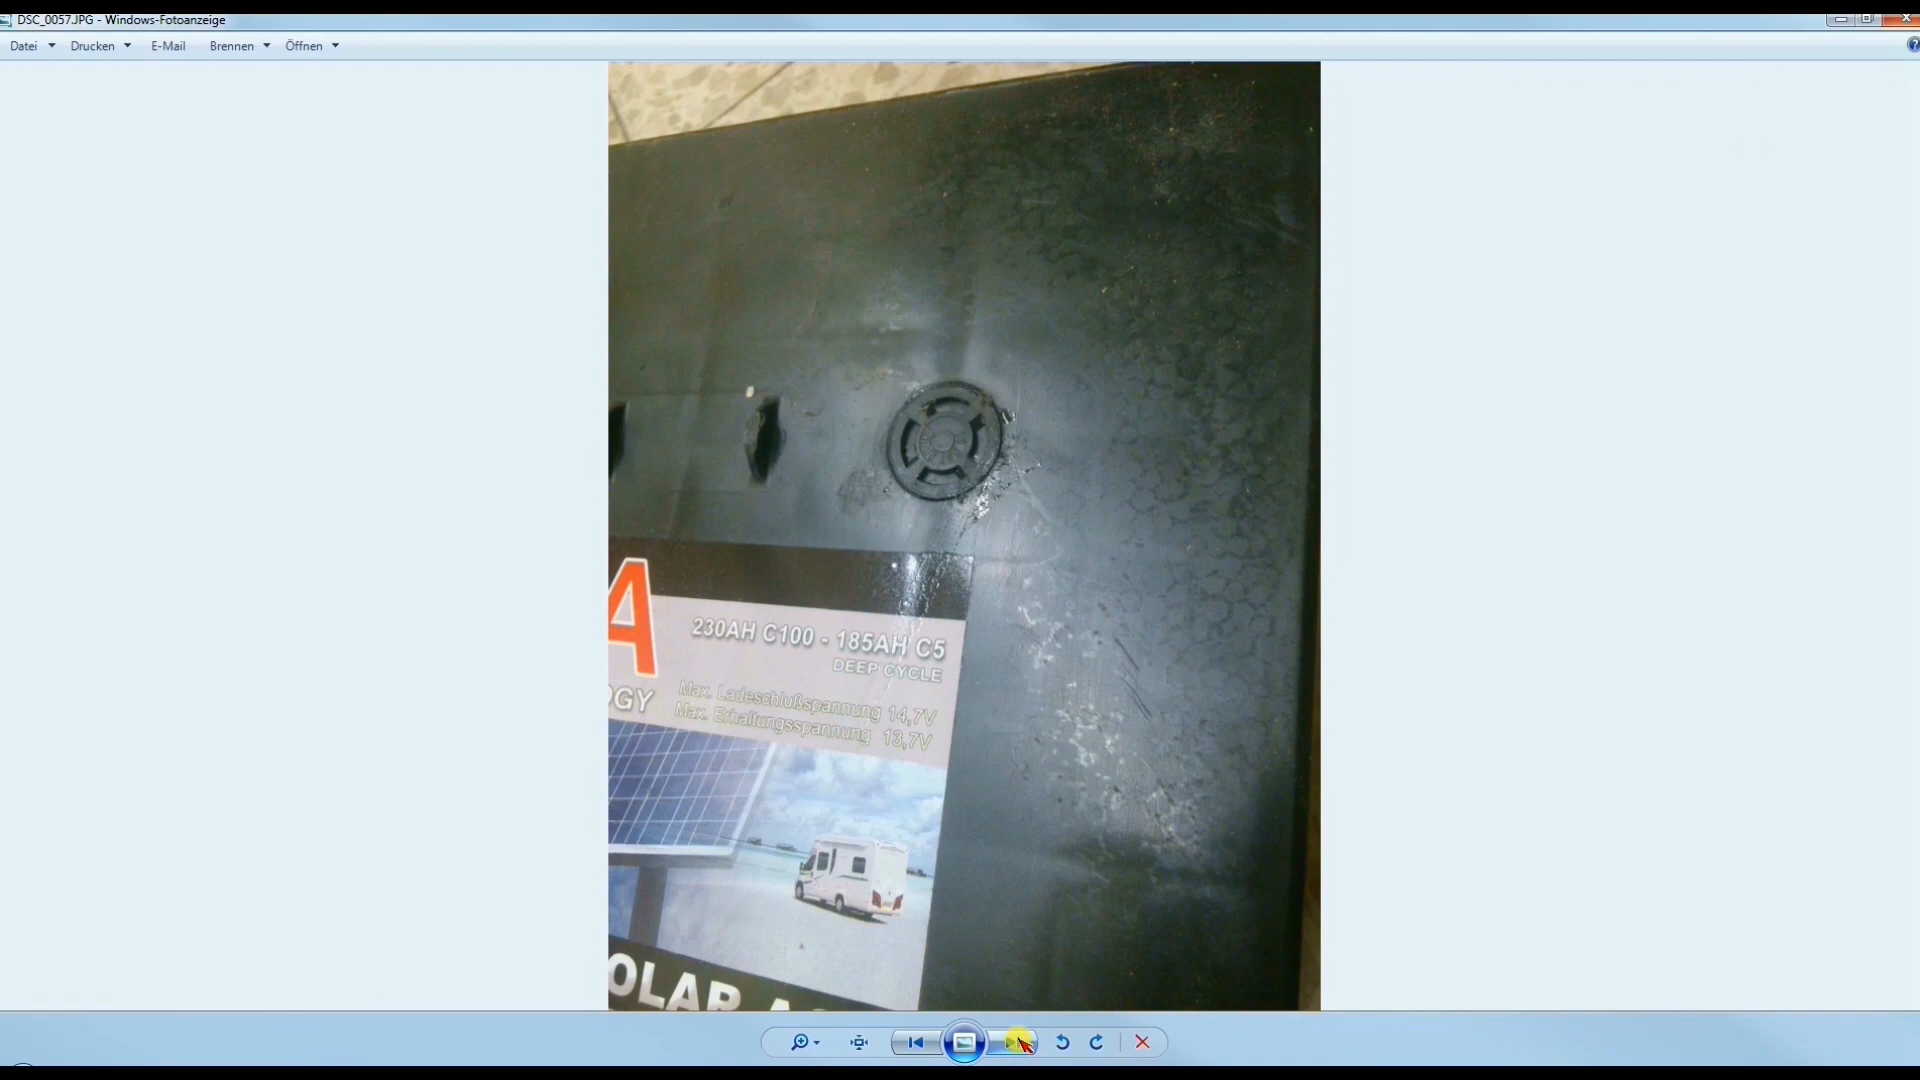 DSC_0057.JPG - Windows-Fotoanzeige
Datei Drucken E-Mail Brennen Öffnen
A
OGY
230AH C100 - 185AH C5
DEEP CYCLE
Max. Ladeschlußspannung 14,7V
Max. Erhaltungsspannung 13,7V
OLAR